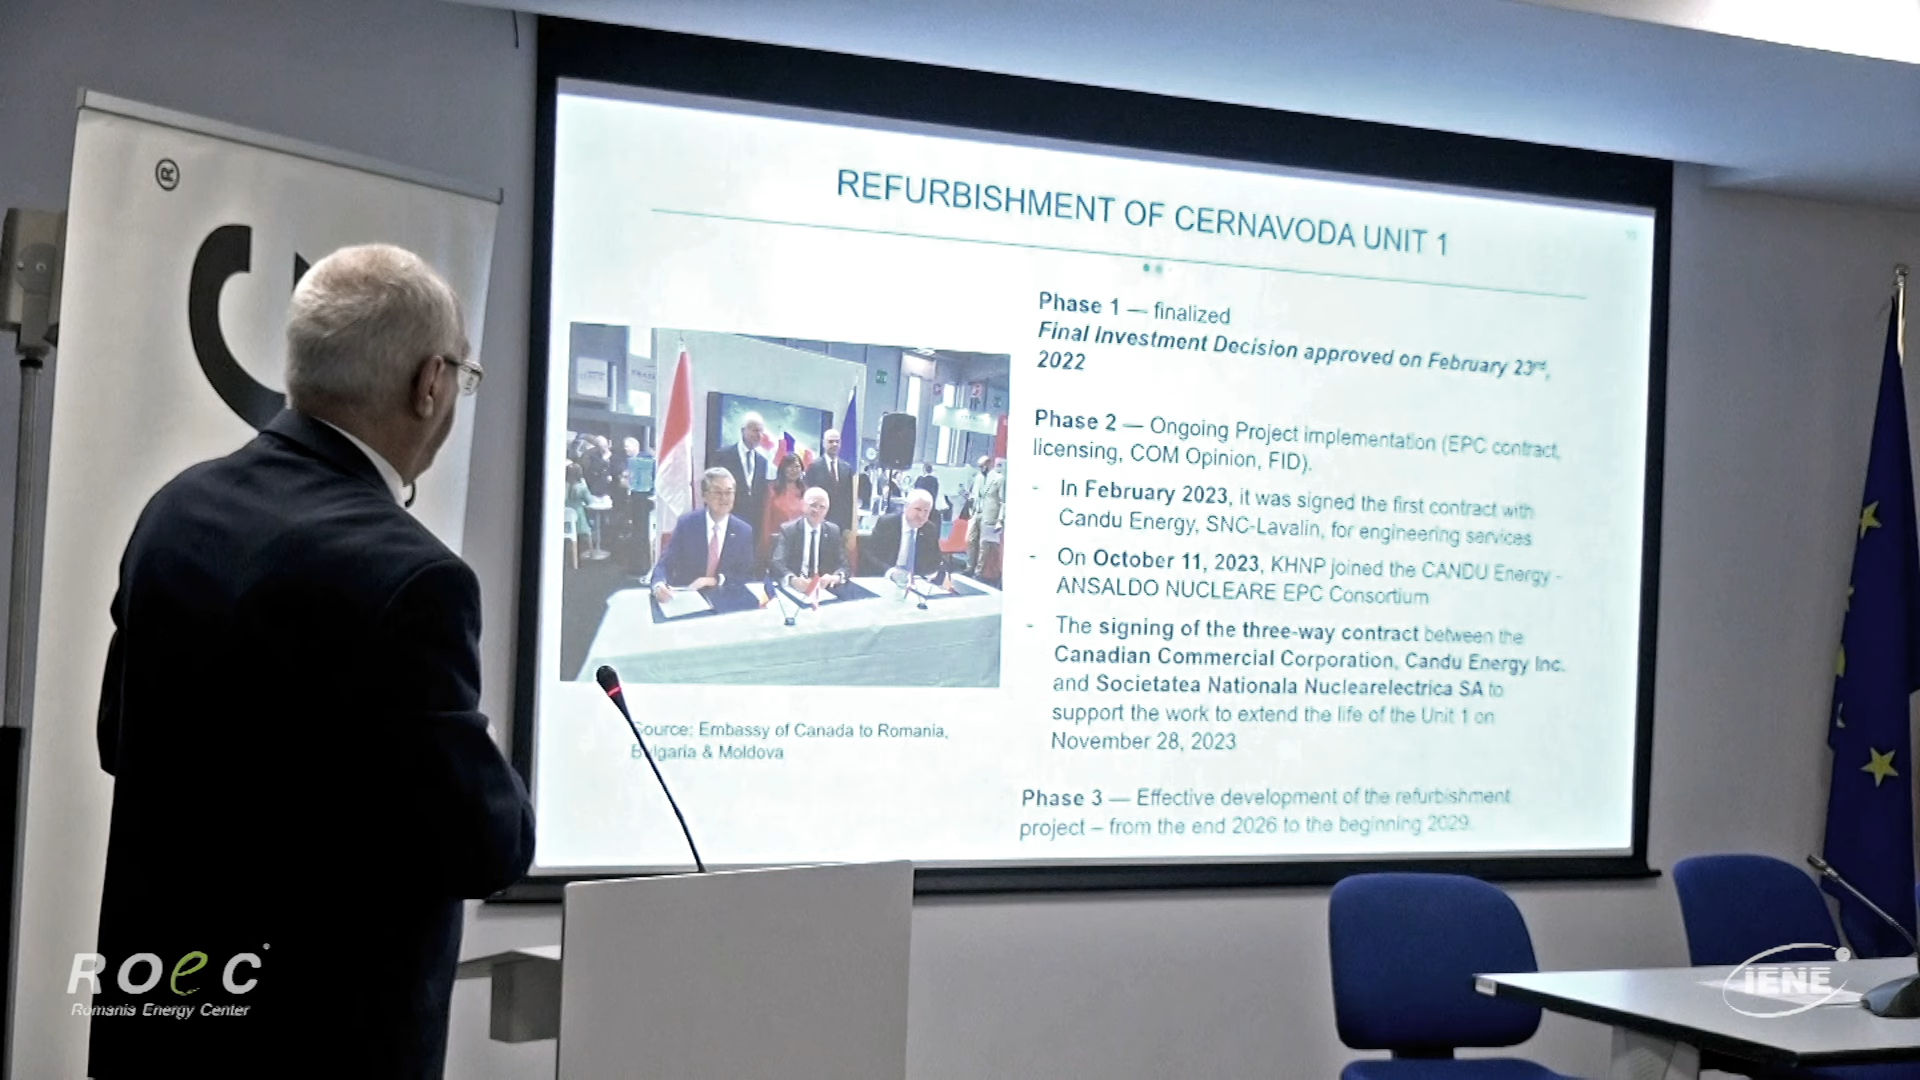 ®
REFURBISHMENT OF CERNAVODA UNIT 1
Phase 1 — finalized
Final Investment Decision approved on February 23rd,
2022
Phase 2 — Ongoing Project implementation (EPC contract,
licensing, COM Opinion, FID).
- In February 2023, it was signed the first contract with
Candu Energy, SNC-Lavalin, for engineering services
- On October 11, 2023, KHNP joined the CANDU Energy -
ANSALDO NUCLEARE EPC Consortium
- The signing of the three-way contract between the
Canadian Commercial Corporation, Candu Energy Inc.
and Societatea Nationala Nuclearelectrica SA to
support the work to extend the life of the Unit 1 on
November 28, 2023
Phase 3 — Effective development of the refurbishment
project – from the end 2026 to the beginning 2029.
Source: Embassy of Canada to Romania,
Bulgaria & Moldova
ROeC
Romania Energy Center
IENE